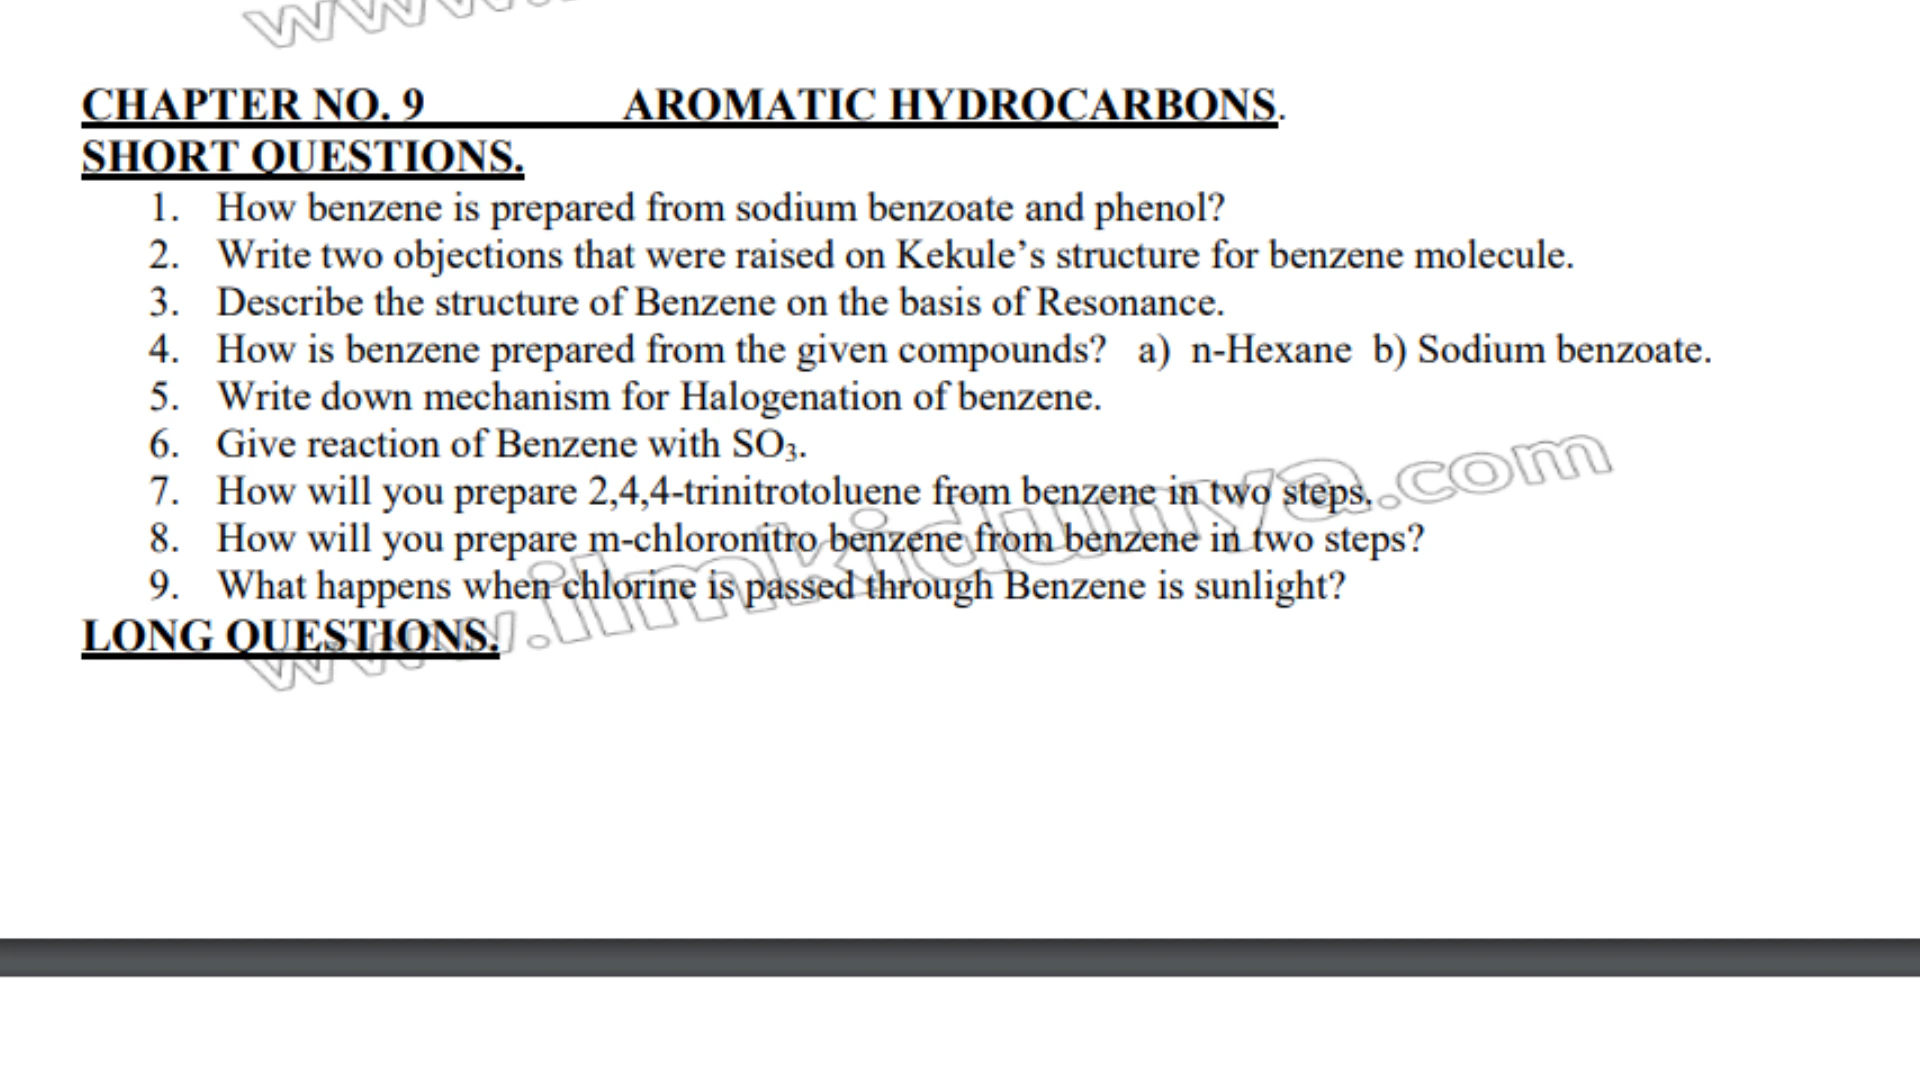 www.
CHAPTER NO. 9 AROMATIC HYDROCARBONS.
SHORT QUESTIONS.
1. How benzene is prepared from sodium benzoate and phenol?
2. Write two objections that were raised on Kekule’s structure for benzene molecule.
3. Describe the structure of Benzene on the basis of Resonance.
4. How is benzene prepared from the given compounds? a) n-Hexane b) Sodium benzoate.
5. Write down mechanism for Halogenation of benzene.
6. Give reaction of Benzene with SO₃.
7. How will you prepare 2,4,4-trinitrotoluene from benzene in two steps.
8. How will you prepare m-chloronitro benzene from benzene in two steps?
9. What happens when chlorine is passed through Benzene is sunlight?
LONG QUESTIONS.
www.ilmkidunya.com